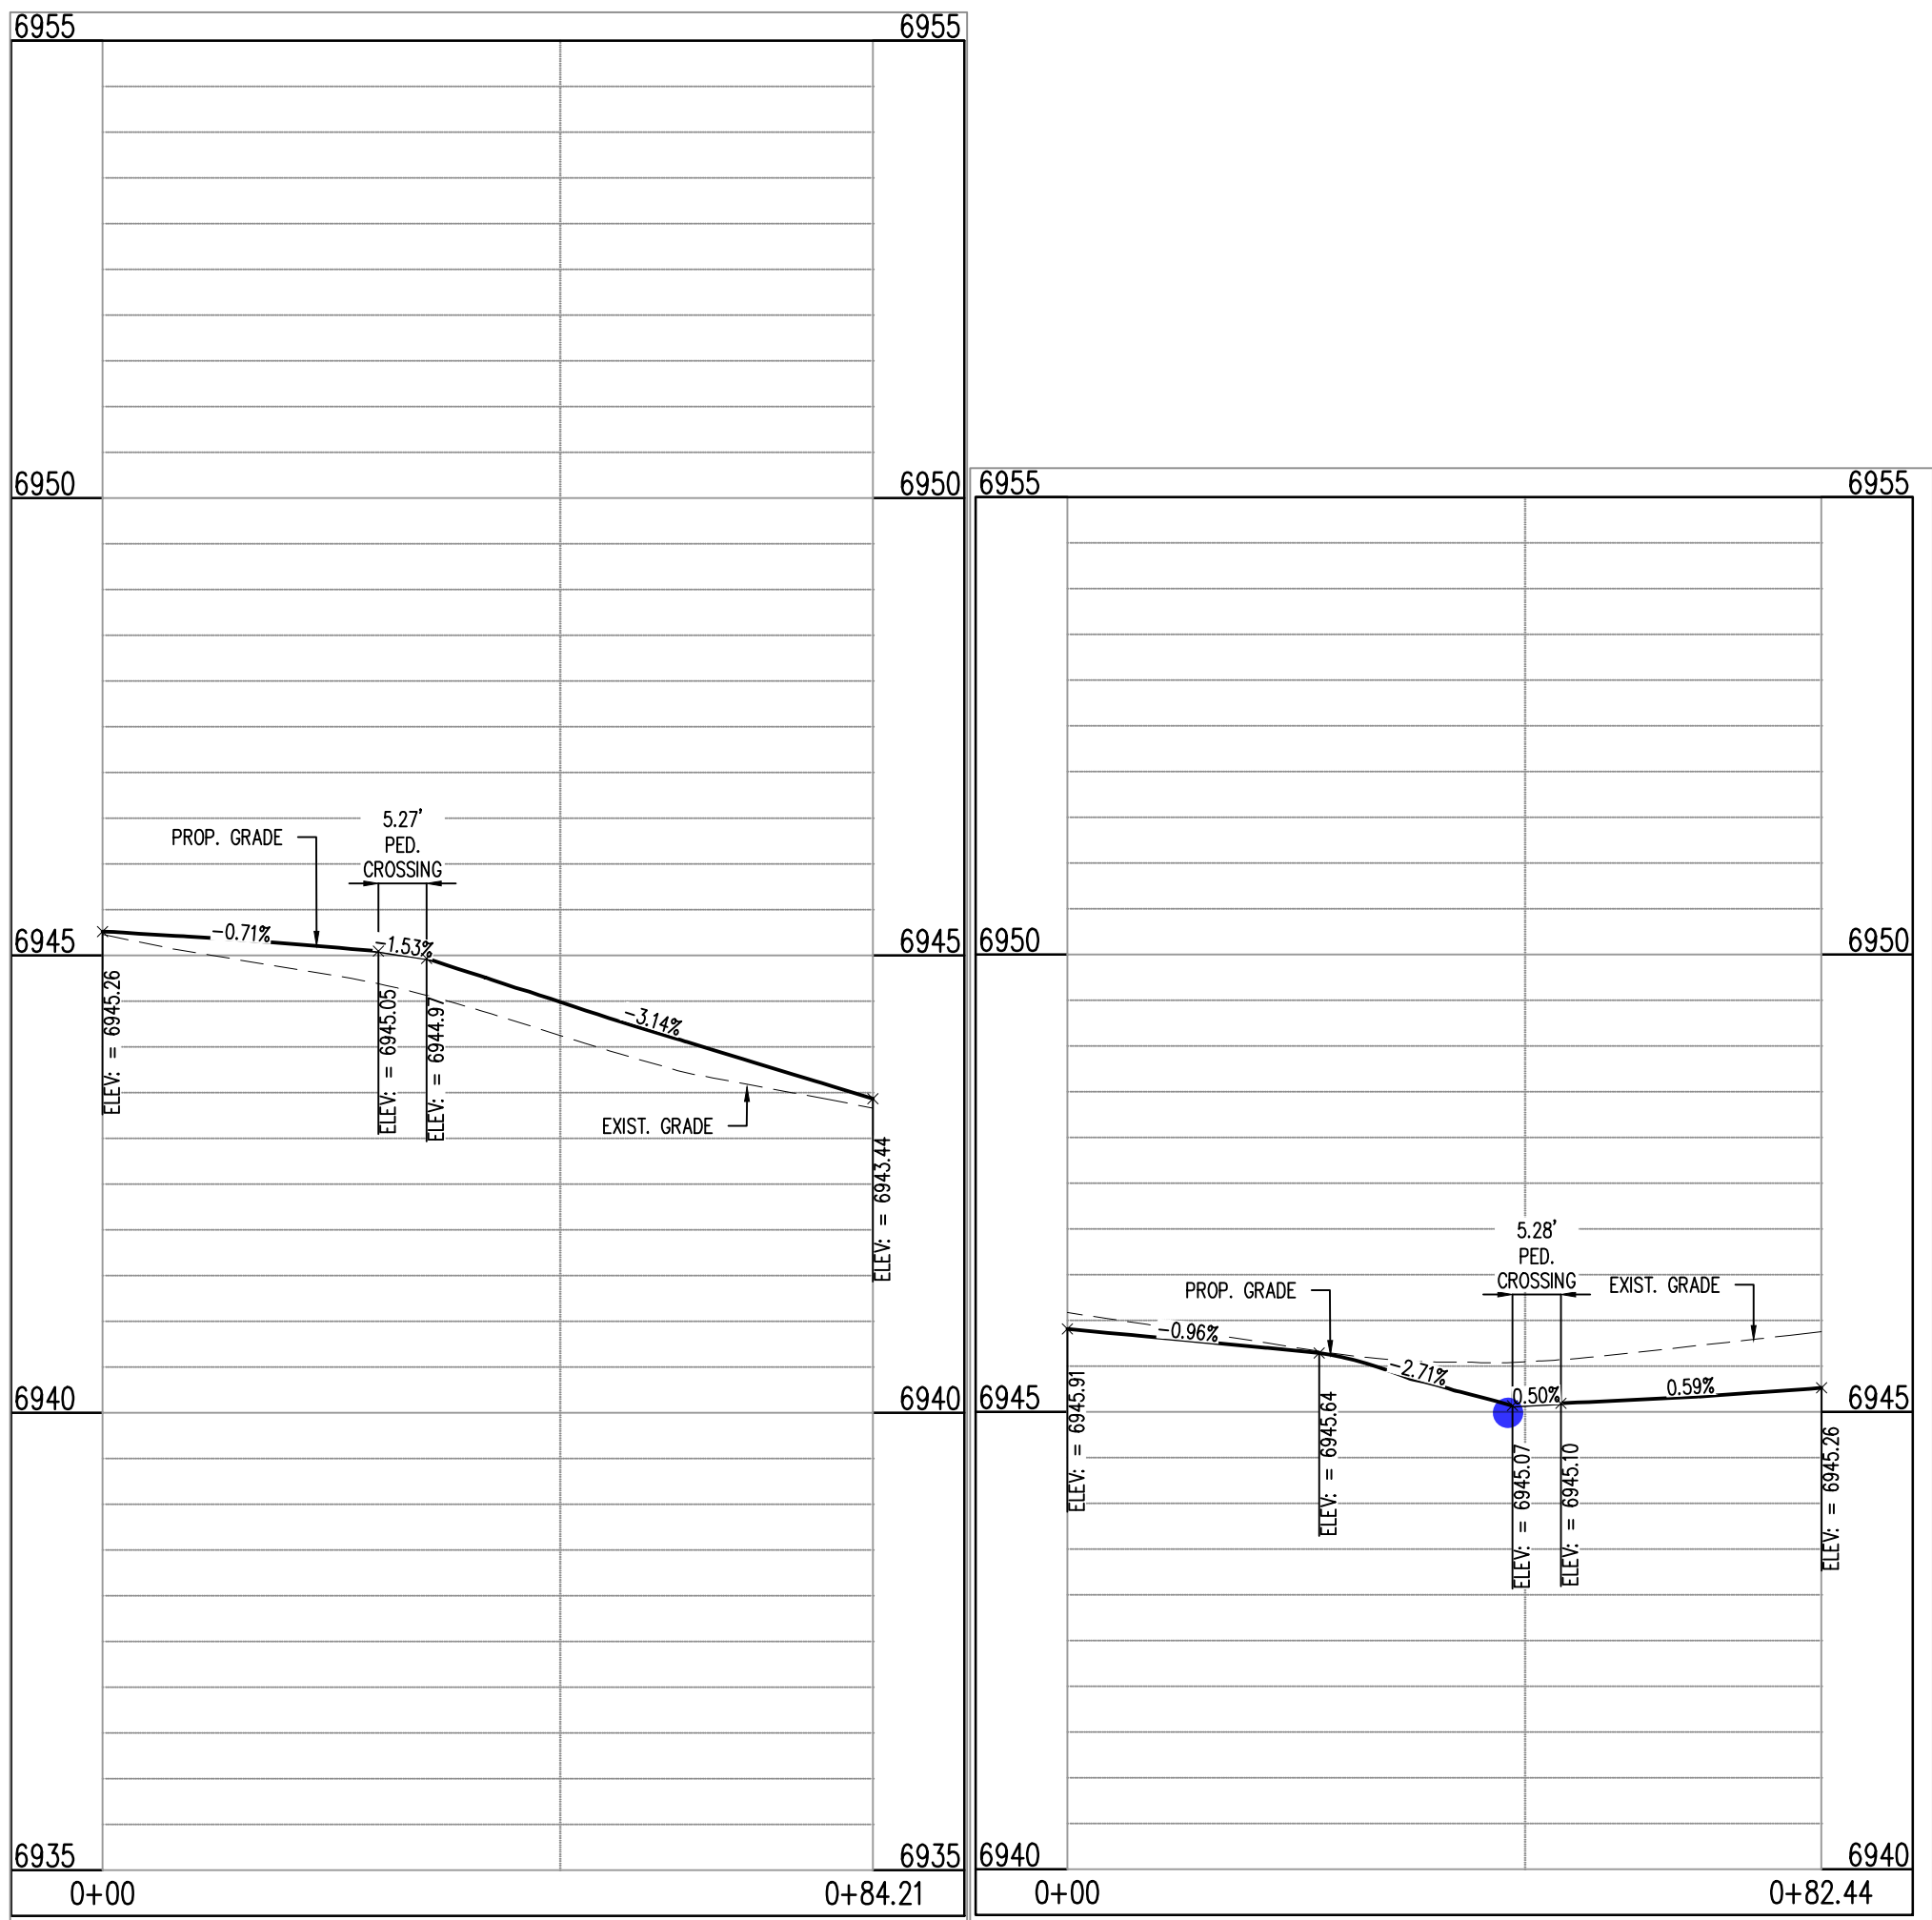 6955 6955
6950 6950
5.27'
PED.
CROSSING
PROP. GRADE
-0.71%
-1.53%
6945 6945
-3.14%
ELEV: = 6945.26
ELEV: = 6945.05
ELEV: = 6944.97
EXIST. GRADE
ELEV: = 6943.44
6940 6940
6935 6935
0+00 0+84.21
6955 6955
6950 6950
5.28'
PED.
CROSSING
PROP. GRADE
EXIST. GRADE
-0.96%
-2.71%
0.50%
0.59%
6945 6945
ELEV: = 6945.91
ELEV: = 6945.64
ELEV: = 6945.07
ELEV: = 6945.10
ELEV: = 6945.26
6940 6940
0+00 0+82.44